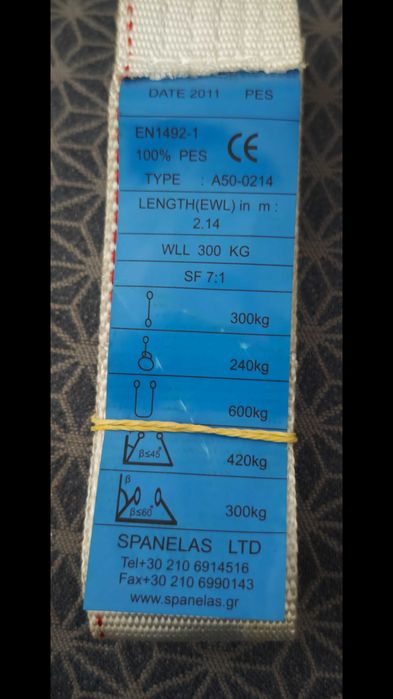 DATE 2011 PES
EN1492-1
100% PES CE
TYPE : A50-0214
LENGTH(EWL) in m :
2.14
WLL 300 KG
SF 7:1
300kg
240kg
600kg
β≤45° 420kg
β
β≤60° 300kg
SPANELAS LTD
Tel+30 210 6914516
Fax+30 210 6990143
www.spanelas.gr